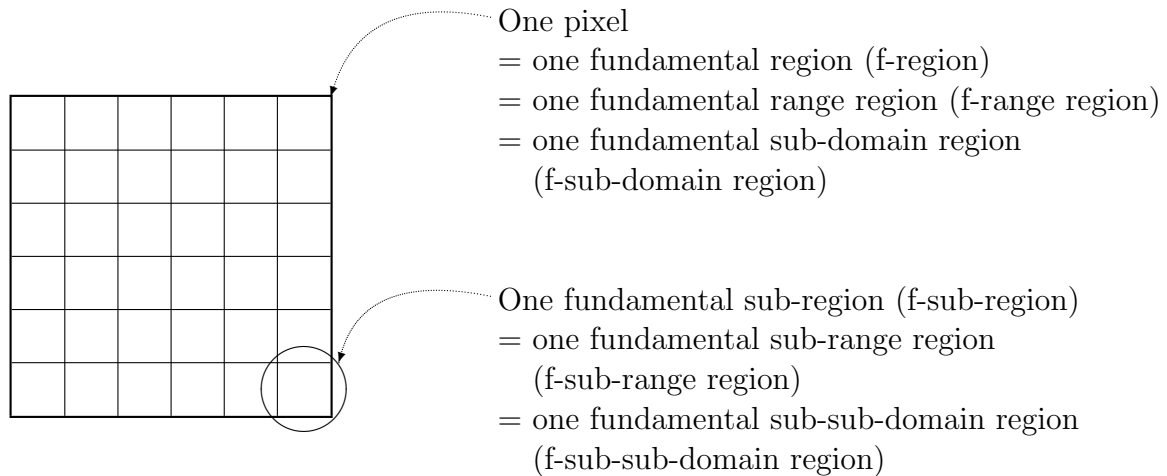 One pixel
= one fundamental region (f-region)
= one fundamental range region (f-range region)
= one fundamental sub-domain region
(f-sub-domain region)
One fundamental sub-region (f-sub-region)
= one fundamental sub-range region
(f-sub-range region)
= one fundamental sub-sub-domain region
(f-sub-sub-domain region)